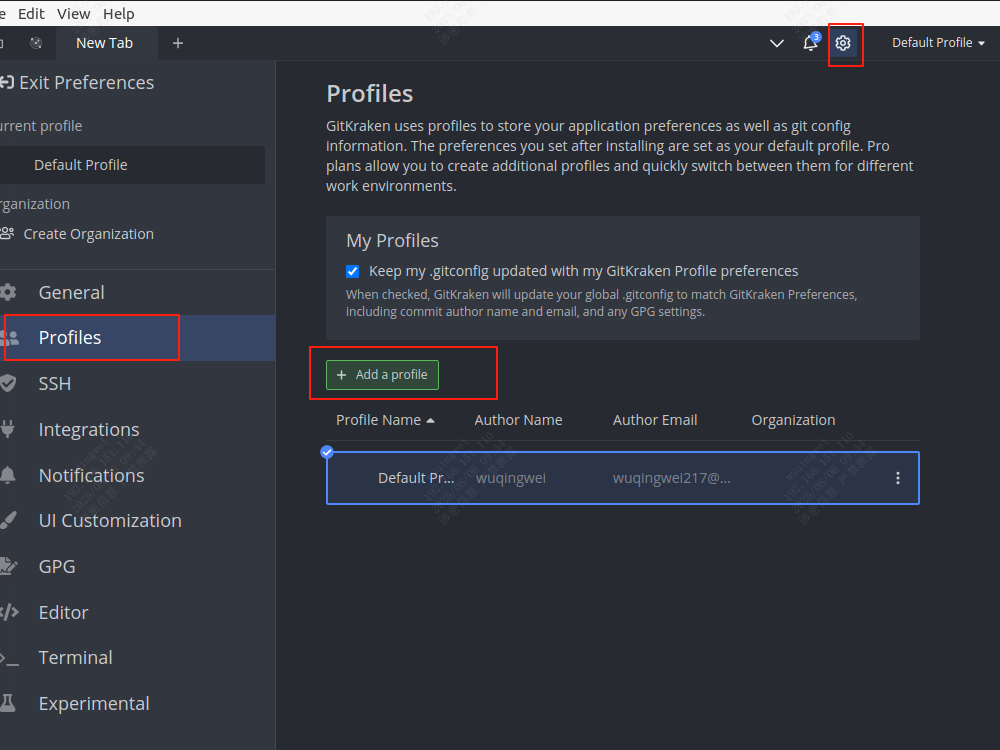 e Edit View Help
New Tab
3
Default Profile
Exit Preferences
urrent profile
Default Profile
rganization
Create Organization
General
Profiles
SSH
Integrations
Notifications
UI Customization
GPG
Editor
Terminal
Experimental
Profiles
GitKraken uses profiles to store your application preferences as well as git config
information. The preferences you set after installing are set as your default profile. Pro
plans allow you to create additional profiles and quickly switch between them for different
work environments.
My Profiles
Keep my .gitconfig updated with my GitKraken Profile preferences
When checked, GitKraken will update your global .gitconfig to match GitKraken Preferences,
including commit author name and email, and any GPG settings.
+ Add a profile
Profile Name Author Name Author Email Organization
Default Pr... wuqingwei wuqingwei217@...